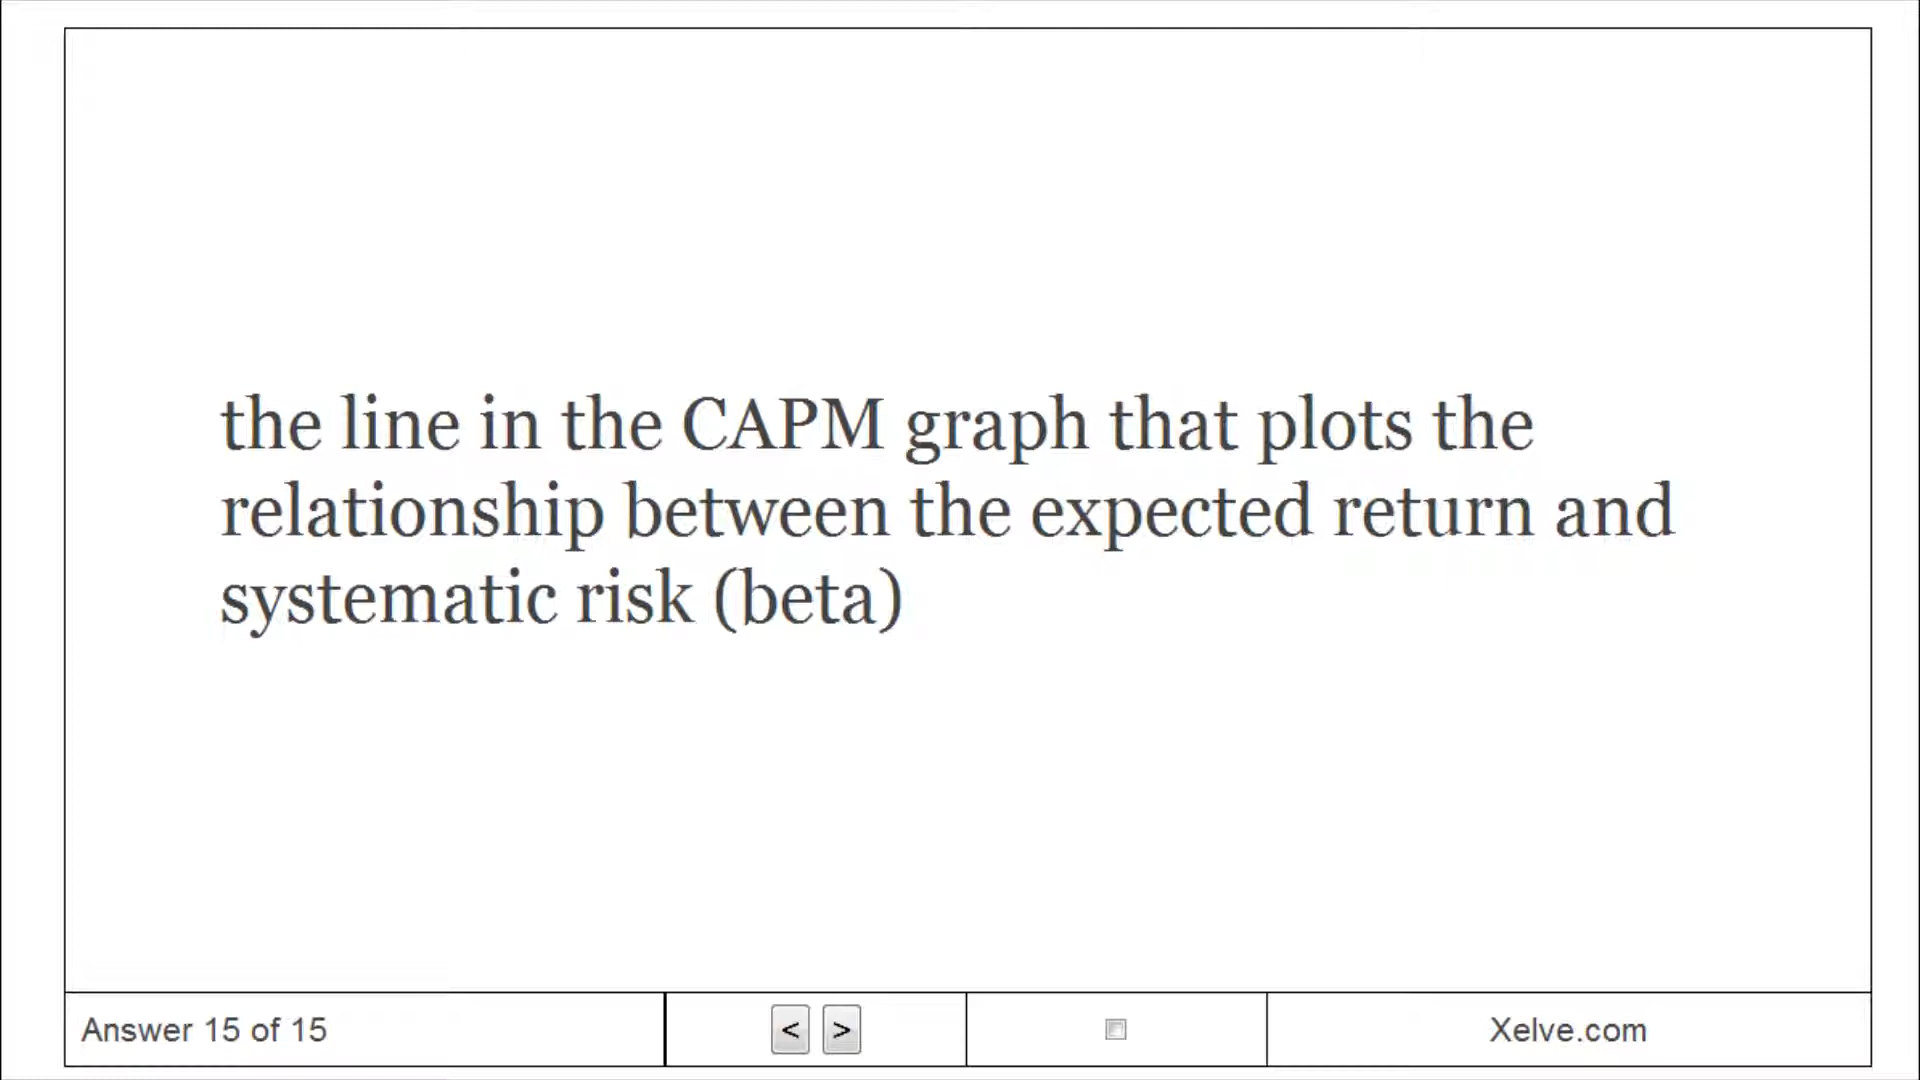 the line in the CAPM graph that plots the
relationship between the expected return and
systematic risk (beta)
Answer 15 of 15
< >
Xelve.com